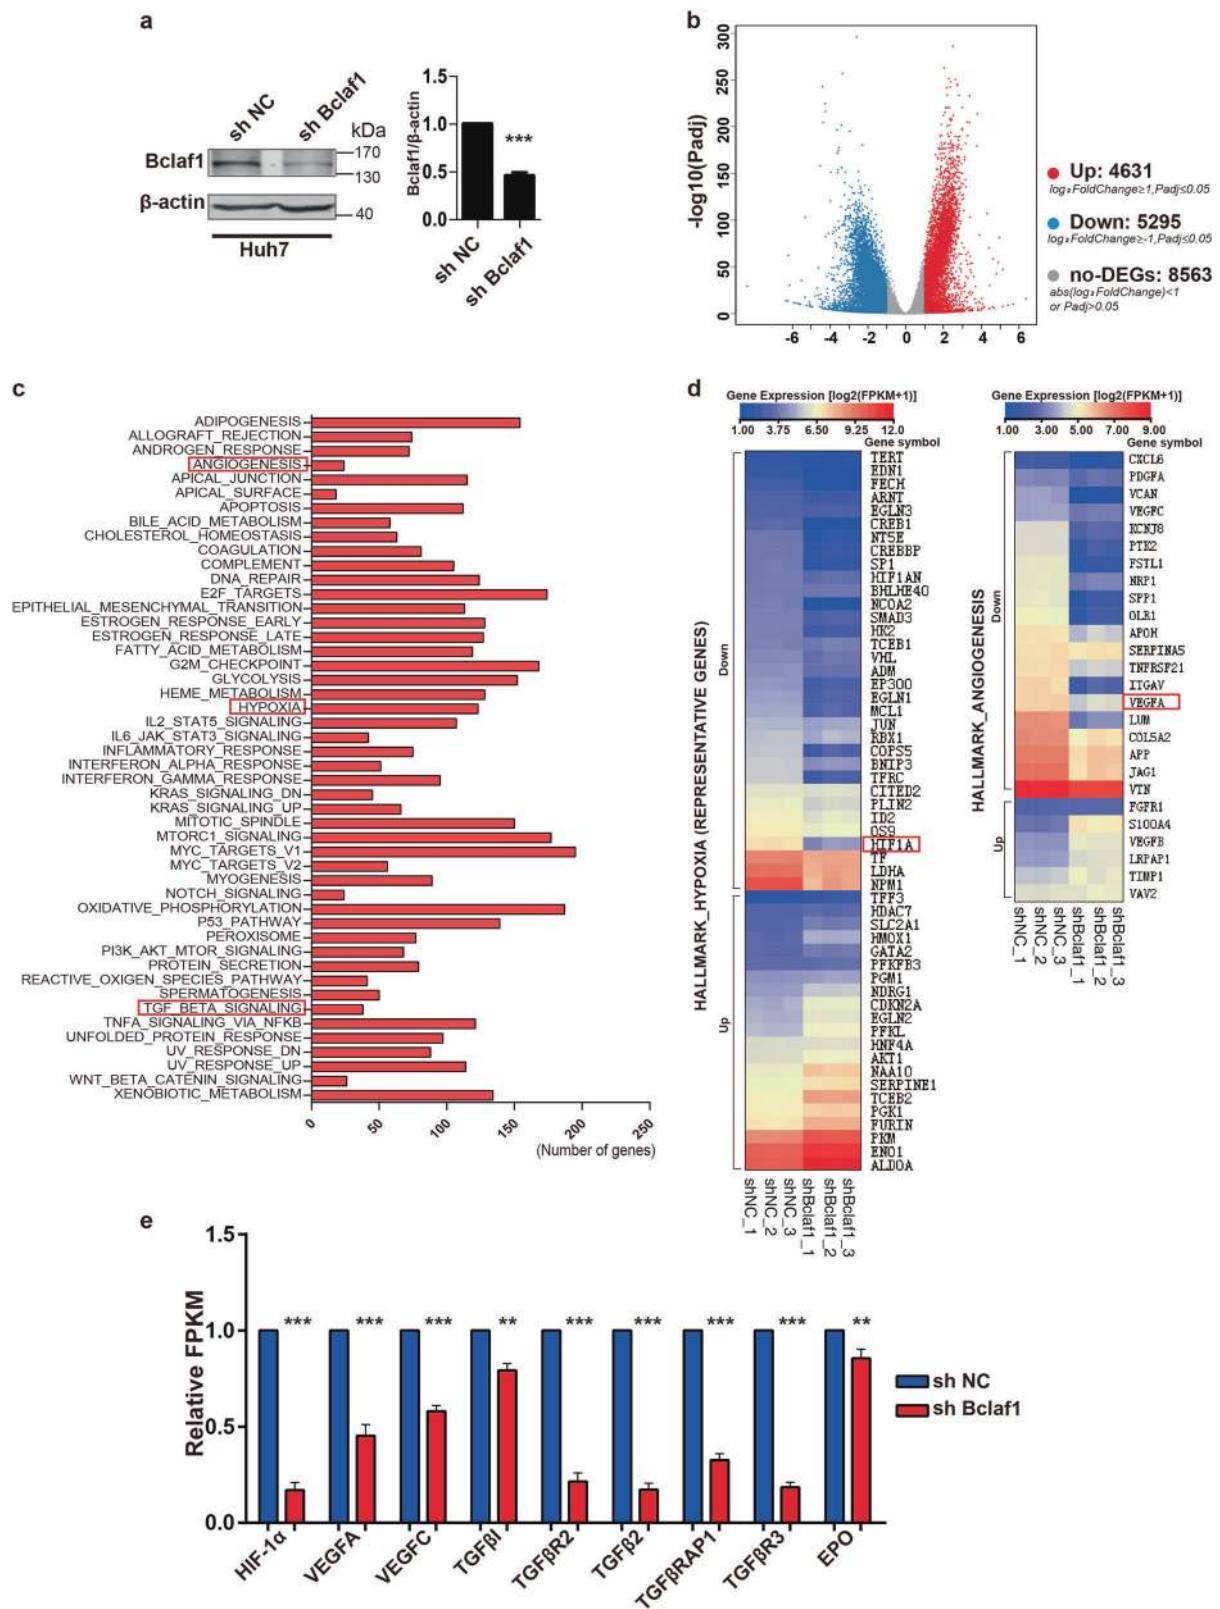 a
sh NC
sh Bclaf1
kDa
Bclaf1
170
130
β-actin
40
Huh7
Bclaf1/β-actin
1.5
1.0
0.5
0.0
***
sh NC
sh Bclaf1
b
-log10(Padj)
300
250
200
150
100
50
0
-6 -4 -2 0 2 4 6
Up: 4631
log₂FoldChange≥1,Padj≤0.05
Down: 5295
log₂FoldChange≥-1,Padj≤0.05
no-DEGs: 8563
abs(log₂FoldChange)<1
or Padj>0.05
c
ADIPOGENESIS
ALLOGRAFT_REJECTION
ANDROGEN_RESPONSE
ANGIOGENESIS
APICAL_JUNCTION
APICAL_SURFACE
APOPTOSIS
BILE_ACID_METABOLISM
CHOLESTEROL_HOMEOSTASIS
COAGULATION
COMPLEMENT
DNA_REPAIR
E2F_TARGETS
EPITHELIAL_MESENCHYMAL_TRANSITION
ESTROGEN_RESPONSE_EARLY
ESTROGEN_RESPONSE_LATE
FATTY_ACID_METABOLISM
G2M_CHECKPOINT
GLYCOLYSIS
HEME_METABOLISM
HYPOXIA
IL2_STAT5_SIGNALING
IL6_JAK_STAT3_SIGNALING
INFLAMMATORY_RESPONSE
INTERFERON_ALPHA_RESPONSE
INTERFERON_GAMMA_RESPONSE
KRAS_SIGNALING_DN
KRAS_SIGNALING_UP
MITOTIC_SPINDLE
MTORC1_SIGNALING
MYC_TARGETS_V1
MYC_TARGETS_V2
MYOGENESIS
NOTCH_SIGNALING
OXIDATIVE_PHOSPHORYLATION
P53_PATHWAY
PEROXISOME
PI3K_AKT_MTOR_SIGNALING
PROTEIN_SECRETION
REACTIVE_OXIGEN_SPECIES_PATHWAY
SPERMATOGENESIS
TGF_BETA_SIGNALING
TNFA_SIGNALING_VIA_NFKB
UNFOLDED_PROTEIN_RESPONSE
UV_RESPONSE_DN
UV_RESPONSE_UP
WNT_BETA_CATENIN_SIGNALING
XENOBIOTIC_METABOLISM
0 50 100 150 200 250
(Number of genes)
d
Gene Expression [log2(FPKM+1)]
1.00 3.75 6.50 9.25 12.0
Gene symbol
HALLMARK_HYPOXIA (REPRESENTATIVE GENES)
Down
Up
TERT
EDN1
FECH
ARNT
EGLN3
CREB1
NT5E
CREBBP
SP1
HIF1AN
BHLHE40
NCOA2
SMAD3
HK2
TCEB1
VHL
ADM
EP300
EGLN1
MCL1
JUN
RBX1
COPS5
BNIP3
TFRC
CITED2
PLIN2
ID2
OS9
HIF1A
TF
LDHA
NPM1
TFF3
HDAC7
SLC2A1
HMOX1
GATA2
PFKFB3
PGM1
NDRG1
CDKN2A
EGLN2
PFKL
HNF4A
AKT1
NAA10
SERPINE1
TCEB2
PGK1
FURIN
PKM
ENO1
ALDOA
shNC_1
shNC_2
shNC_3
shBclaf1_1
shBclaf1_2
shBclaf1_3
Gene Expression [log2(FPKM+1)]
1.00 3.00 5.00 7.00 9.00
Gene symbol
HALLMARK_ANGIOGENESIS
Down
Up
CXCL6
PDGFA
VCAN
VEGFC
KCNJ8
PTK2
FSTL1
NRP1
SPP1
OLR1
APOH
SERPINA5
TNFRSF21
ITGAV
VEGFA
LUM
COL5A2
APP
JAG1
VTN
FGFR1
S100A4
VEGFB
LRPAP1
TIMP1
VAV2
shNC_1
shNC_2
shNC_3
shBclaf1_1
shBclaf1_2
shBclaf1_3
e
Relative FPKM
1.5
1.0
0.5
0.0
*** *** *** ** *** *** *** *** **
HIF-1α
VEGFA
VEGFC
TGFβI
TGFβR2
TGFβ2
TGFβRAP1
TGFβR3
EPO
sh NC
sh Bclaf1